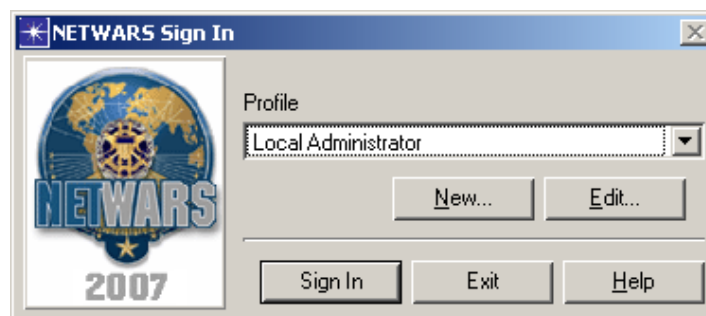 NETWARS Sign In
Profile
Local Administrator
New...
Edit...
NETWARS
2007
Sign In
Exit
Help